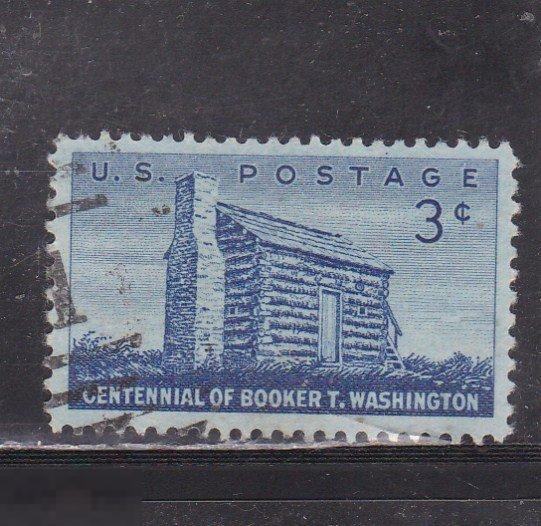 U.S. POSTAGE
3¢
CENTENNIAL OF BOOKER T. WASHINGTON